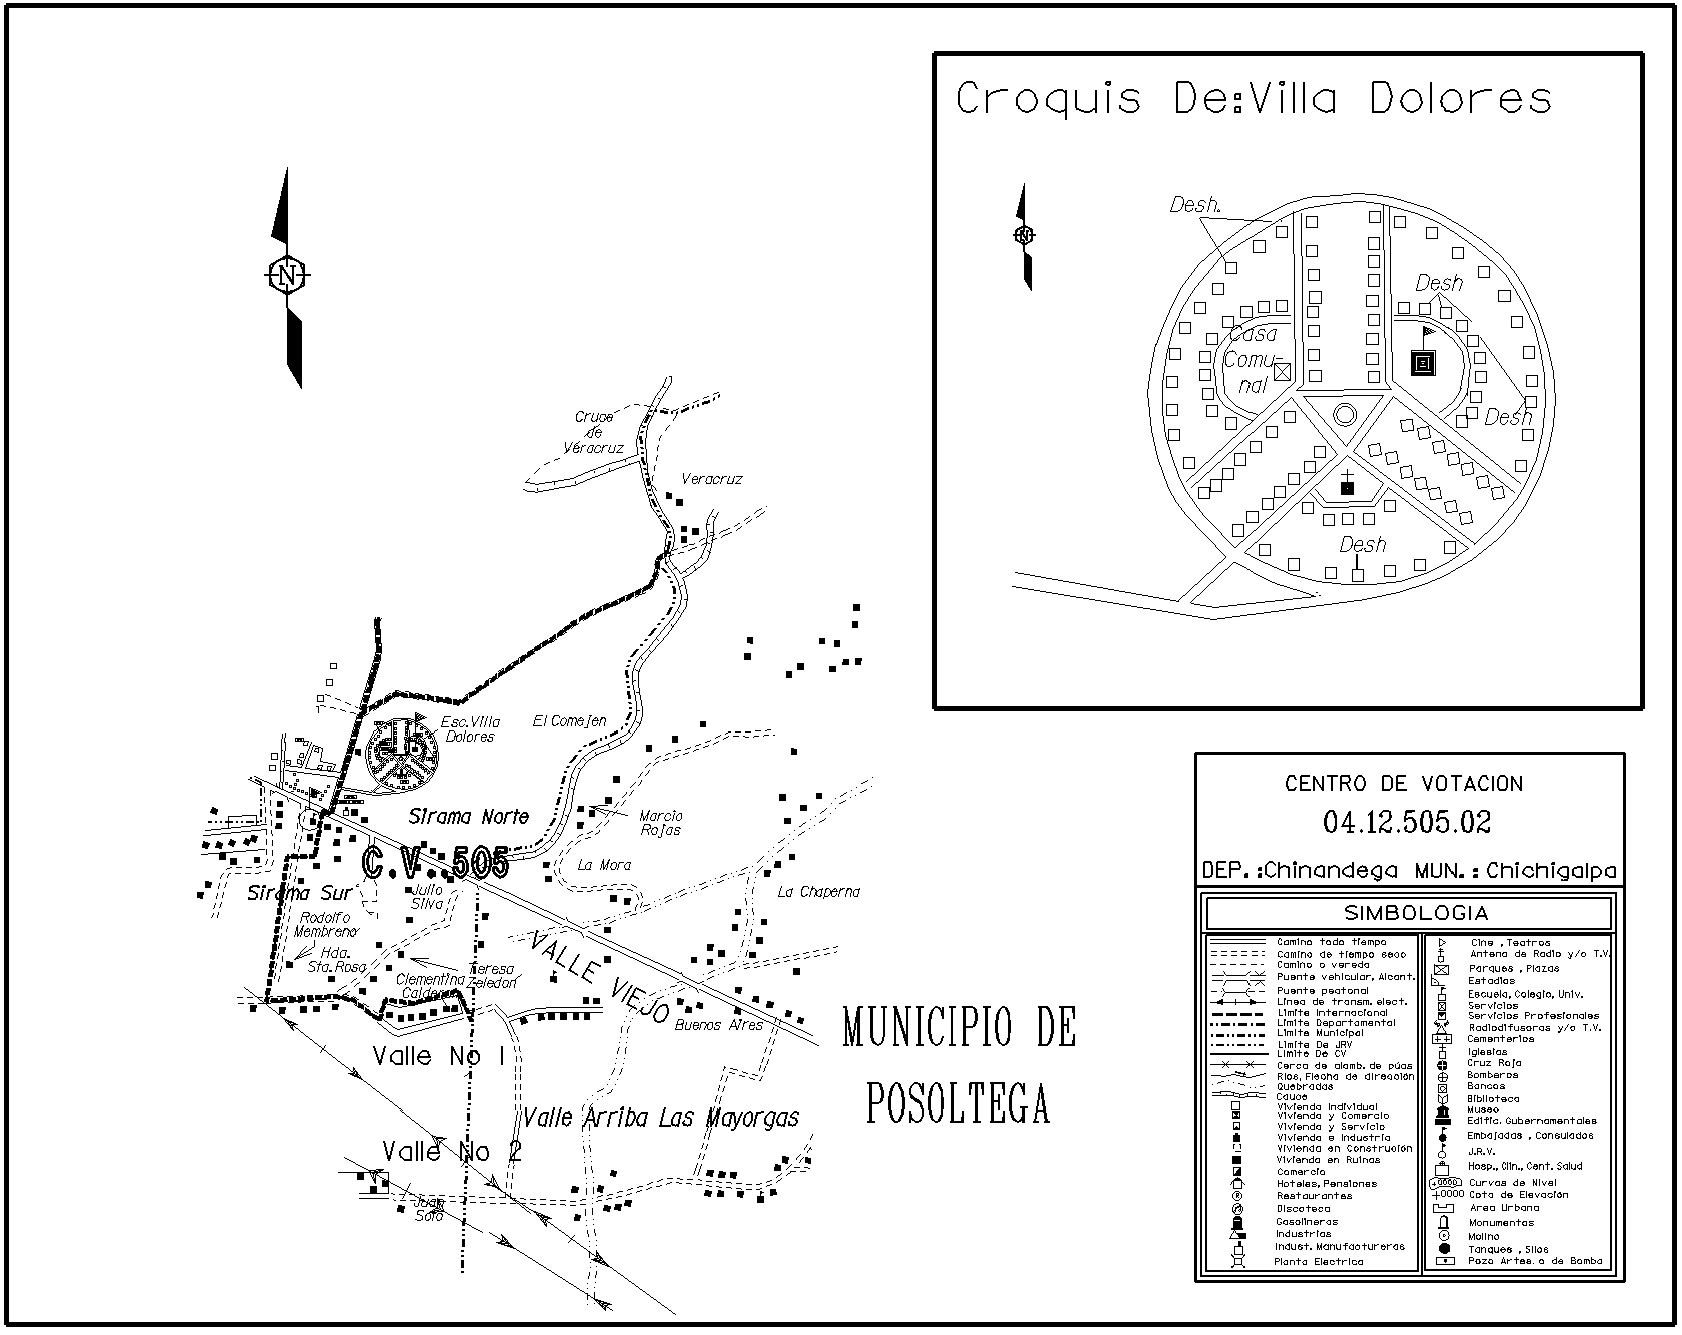 Croquis De:Villa Dolores
N
N
Desh.
Desh
Casa
Comu-
nal
Desh
Desh
Cruce
de
Veracruz
Veracruz
Esc.Villa
Dolores
El Comejen
Sirama Norte
Marcio
Rojas
C.V. 505
La Mora
Sirama Sur
Julio
Silva
La Chaperna
Rodolfo
Membreno
Hda.
Sta.Rosa
VALLE VIEJO
Teresa
Zeledon
Clementina
Caldera
Buenos Aires
MUNICIPIO DE
POSOLTEGA
Valle No 1
Valle Arriba Las Mayorgas
Valle No 2
Juan
Soto
CENTRO DE VOTACION
04.12.505.02
DEP.:Chinandega MUN.: Chichigalpa
SIMBOLOGIA
Camino todo tiempo
Camino de tiempo seco
Camino o vereda
Puente vehicular, Alcant.
Puente peatonal
Linea de transm. elect.
Limite Internacional
Limite Departamental
Limite Municipal
Limite De JRV
Limite De CV
Cerca de alamb. de púas
Rios, Flecha de dirección
Quebradas
Cauce
Vivienda Individual
Vivienda y Comercio
Vivienda y Servicio
Vivienda e Industria
Vivienda en Construcion
Vivienda en Ruinas
Comercio
Hoteles, Pensiones
Restaurantes
Discoteca
Gasolineras
Industrias
Indust. Manufactureras
Planta Electrica
Cine , Teatros
Antena de Radio y/o T.V.
Parques , Plazas
Estadios
Escuela, Colegio, Univ.
Servicios
Servicios Profesionales
Radiodifusoras y/o T.V.
Cementerios
Iglesias
Cruz Roja
Bomberos
Bancos
Biblioteca
Museo
Edific. Gubernamentales
Embajadas , Consulados
J.R.V.
Hosp., Clin., Cent. Salud
Curvas de Nivel
Cota de Elevación
Area Urbana
Monumentos
Molino
Tanques , Silos
Pozo Artes. o de Bomba